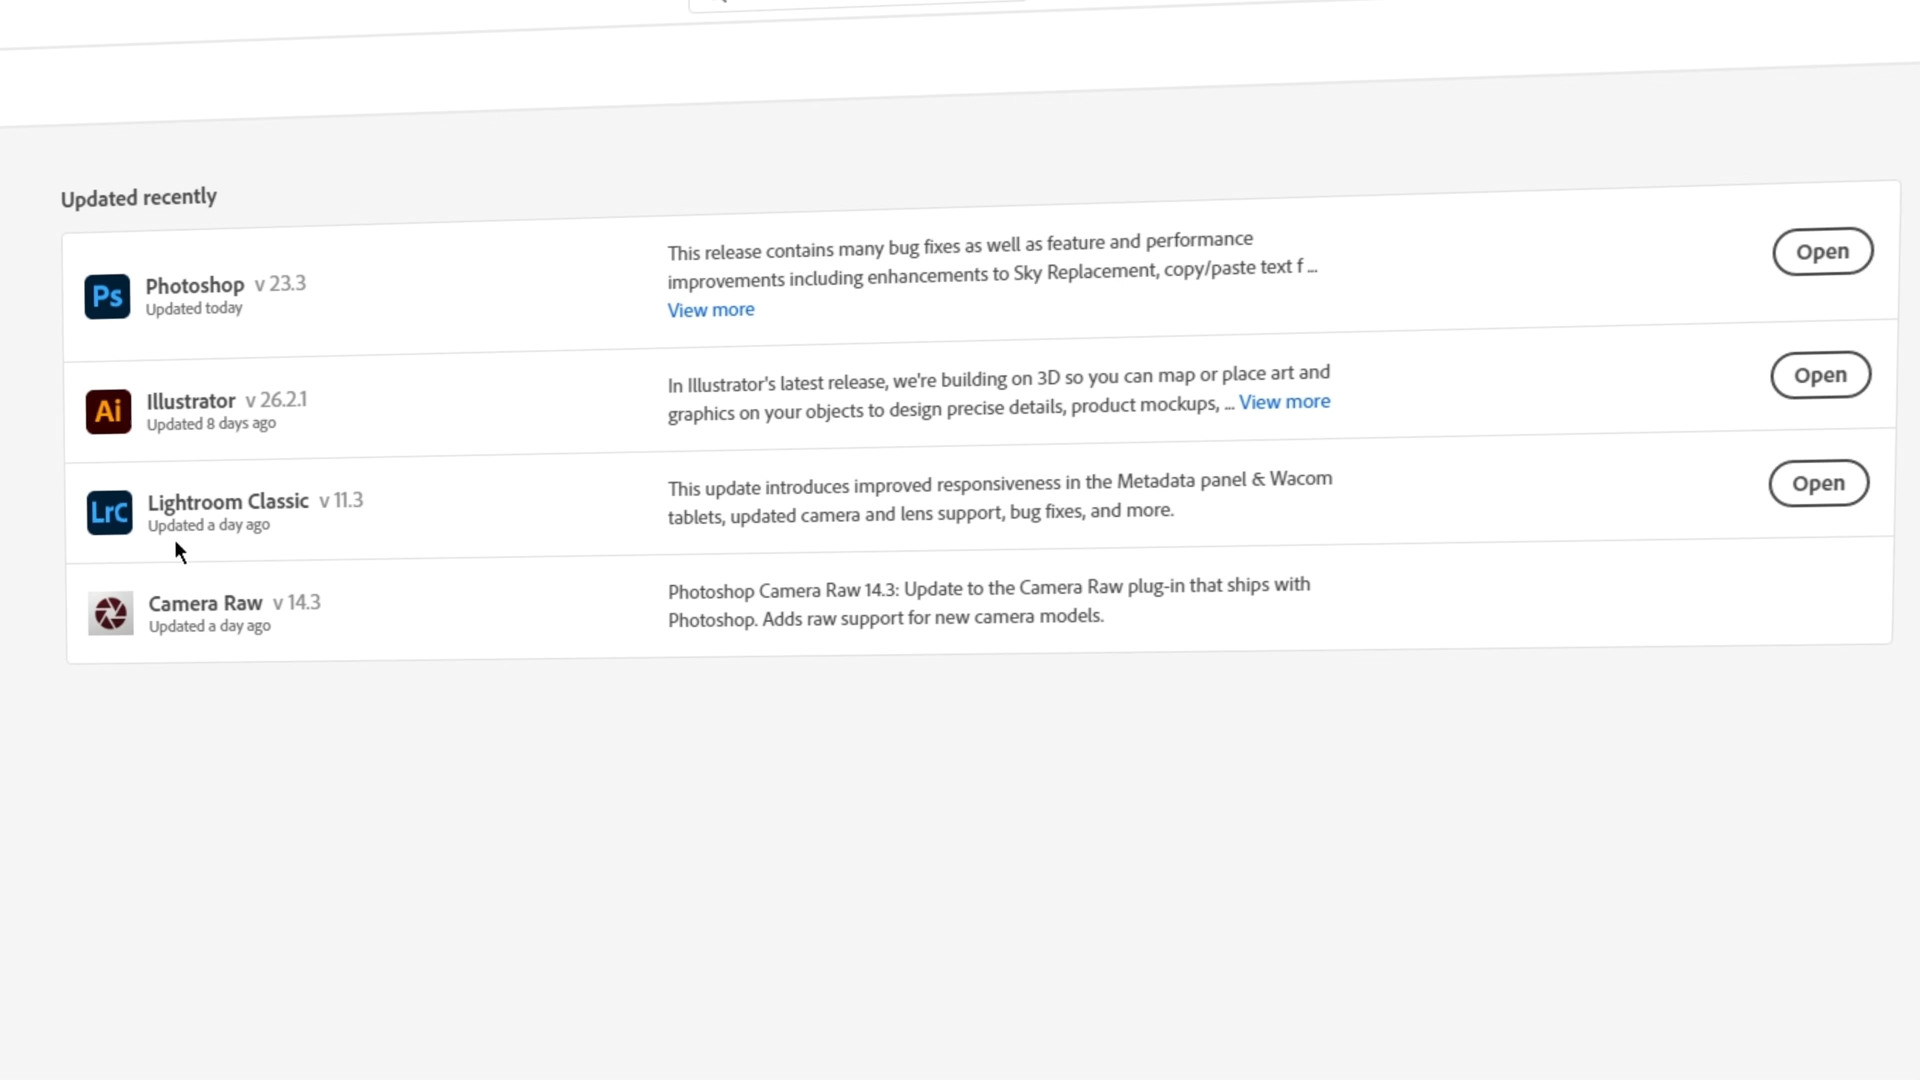 Updated recently
Ps
Photoshop v 23.3
Updated today
This release contains many bug fixes as well as feature and performance
improvements including enhancements to Sky Replacement, copy/paste text f ...
View more
Open
Ai
Illustrator v 26.2.1
Updated 8 days ago
In Illustrator's latest release, we're building on 3D so you can map or place art and
graphics on your objects to design precise details, product mockups, ... View more
Open
LrC
Lightroom Classic v 11.3
Updated a day ago
This update introduces improved responsiveness in the Metadata panel & Wacom
tablets, updated camera and lens support, bug fixes, and more.
Open
Camera Raw v 14.3
Updated a day ago
Photoshop Camera Raw 14.3: Update to the Camera Raw plug-in that ships with
Photoshop. Adds raw support for new camera models.